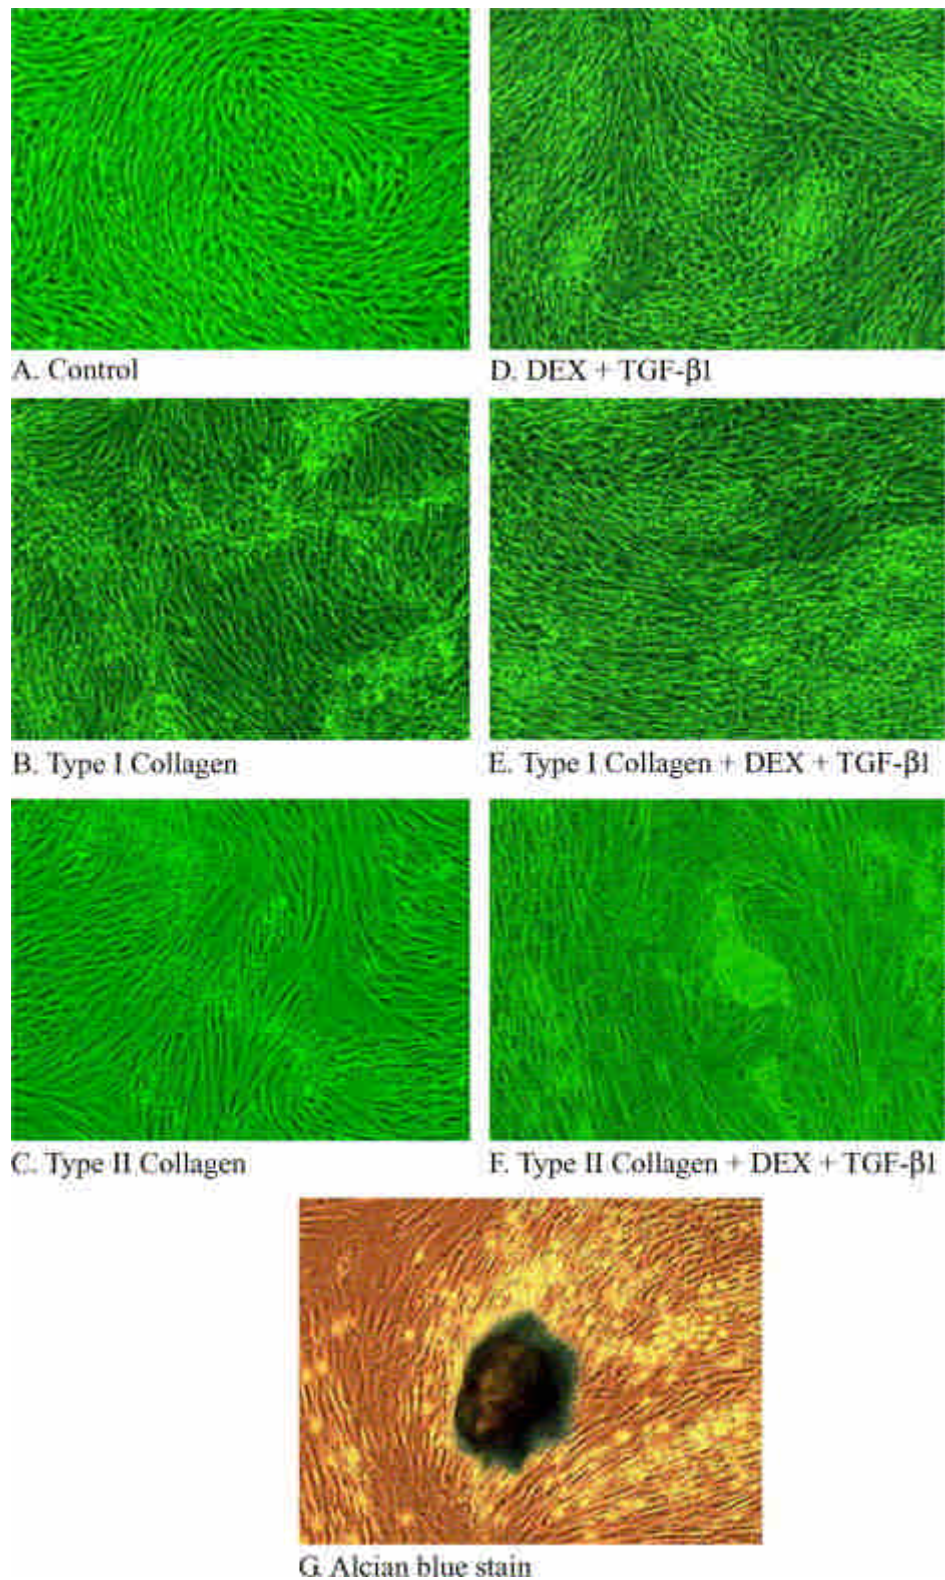 A. Control
D. DEX + TGF-β1
B. Type I Collagen
E. Type I Collagen + DEX + TGF-β1
C. Type II Collagen
F. Type II Collagen + DEX + TGF-β1
G. Alcian blue stain